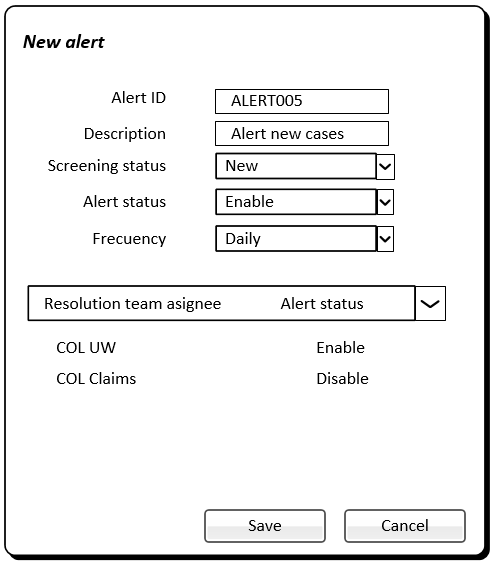 New alert
Alert ID ALERT005
Description Alert new cases
Screening status New
Alert status Enable
Frecuency Daily
Resolution team asignee Alert status
COL UW Enable
COL Claims Disable
Save Cancel